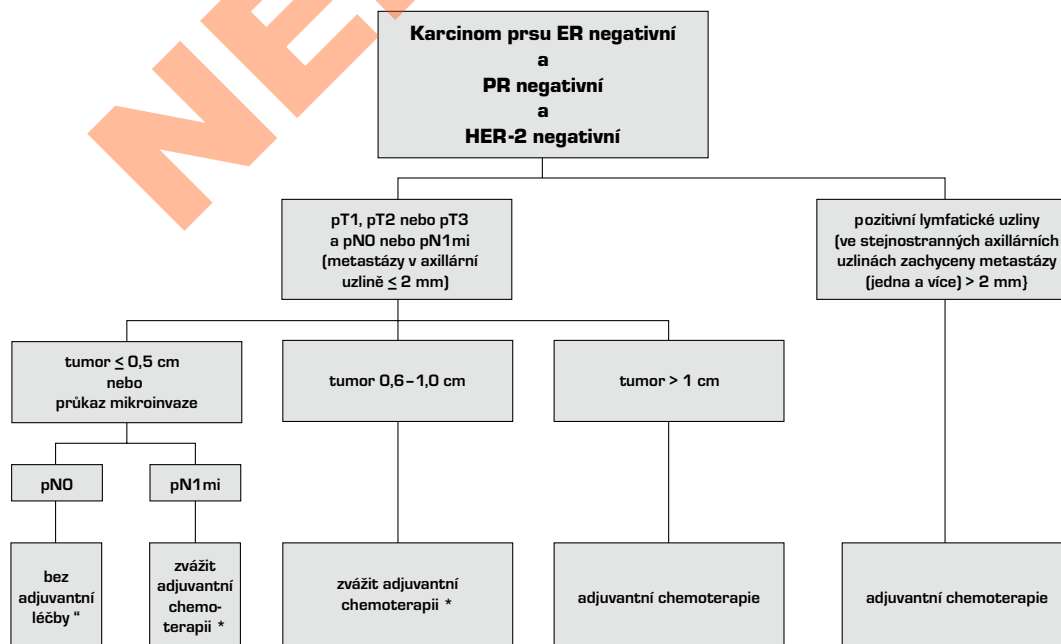 NE
Karcinom prsu ER negativní
a
PR negativní
a
HER-2 negativní
pT1, pT2 nebo pT3
a pN0 nebo pN1mi
(metastázy v axillární
uzlině ≤ 2 mm)
pozitivní lymfatické uzliny
(ve stejnostranných axillárních
uzlinách zachyceny metastázy
(jedna a více) > 2 mm}
tumor ≤ 0,5 cm
nebo
průkaz mikroinvaze
tumor 0,6–1,0 cm
tumor > 1 cm
pN0
pN1mi
bez
adjuvantní
léčby “
zvážit
adjuvantní
chemo-
terapii *
zvážit adjuvantní
chemoterapii *
adjuvantní chemoterapie
adjuvantní chemoterapie